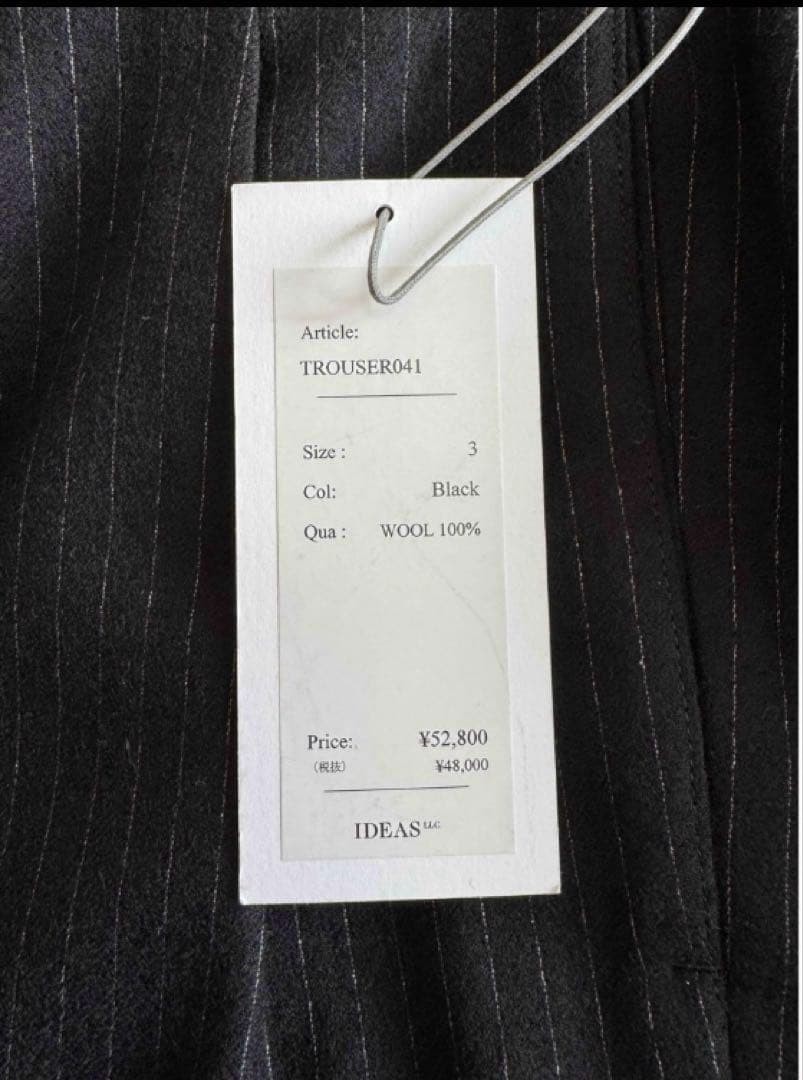 Article:
TROUSER041
Size : 3
Col: Black
Qua : WOOL 100%
Price: ¥52,800
(税抜) ¥48,000
IDEAS LLC